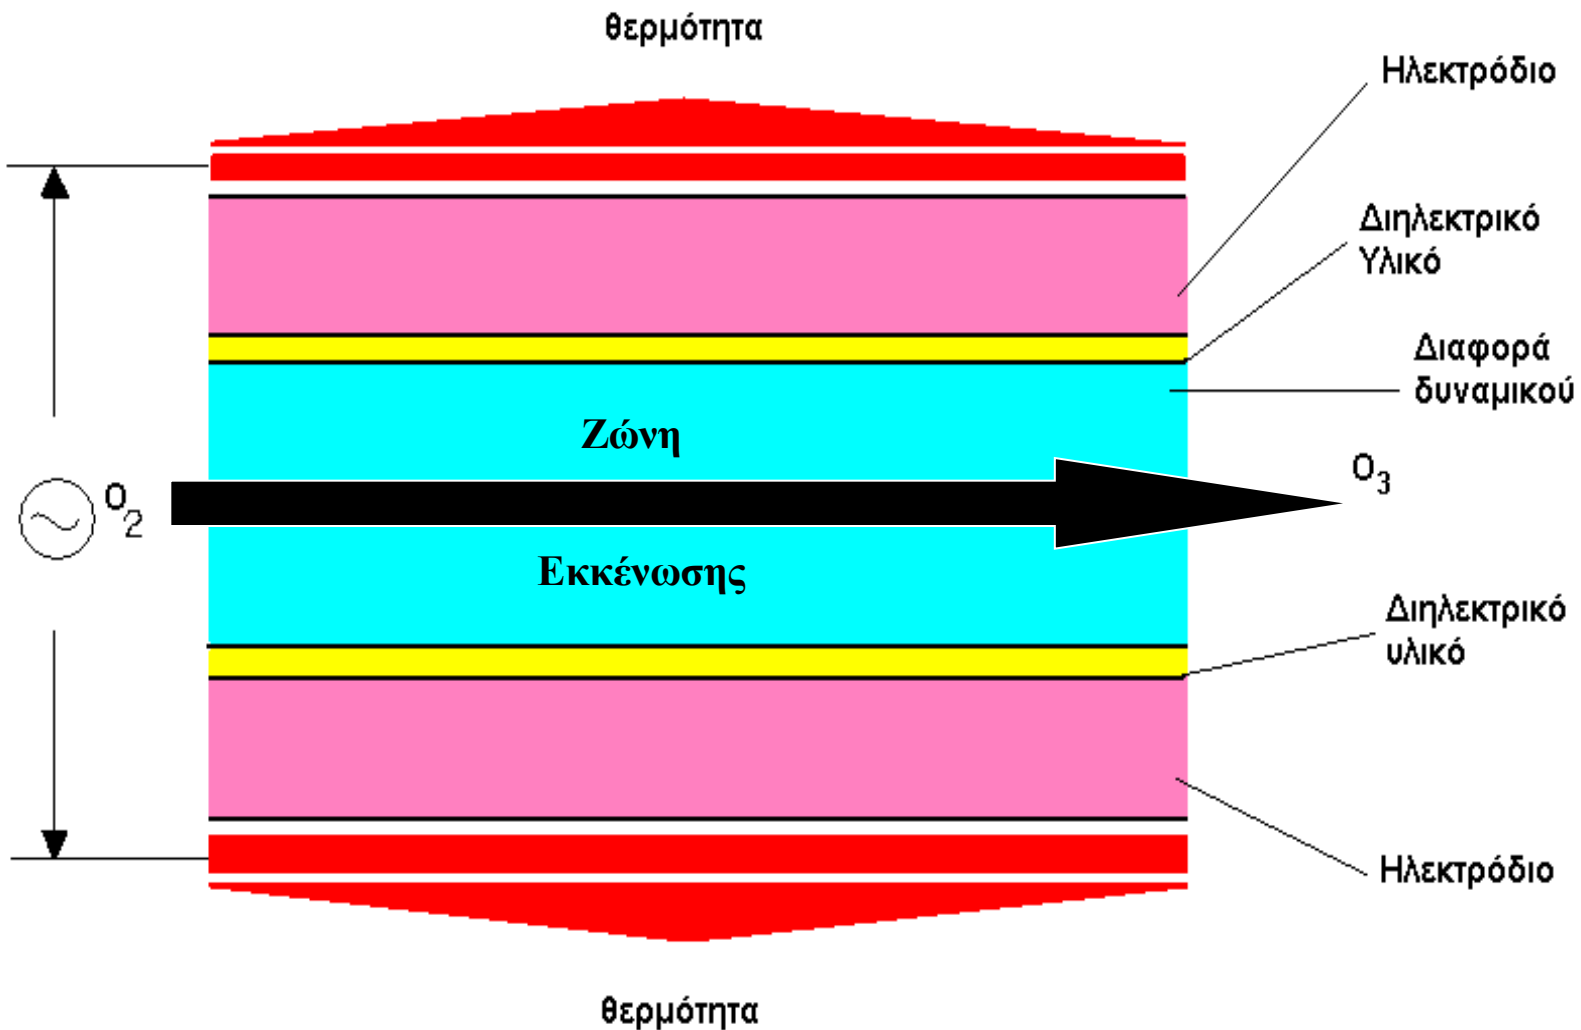 θερμότητα
Ηλεκτρόδιο
Διηλεκτρικό
Υλικό
Διαφορά
δυναμικού
Ζώνη
O3
O2
Εκκένωσης
Διηλεκτρικό
υλικό
Ηλεκτρόδιο
θερμότητα